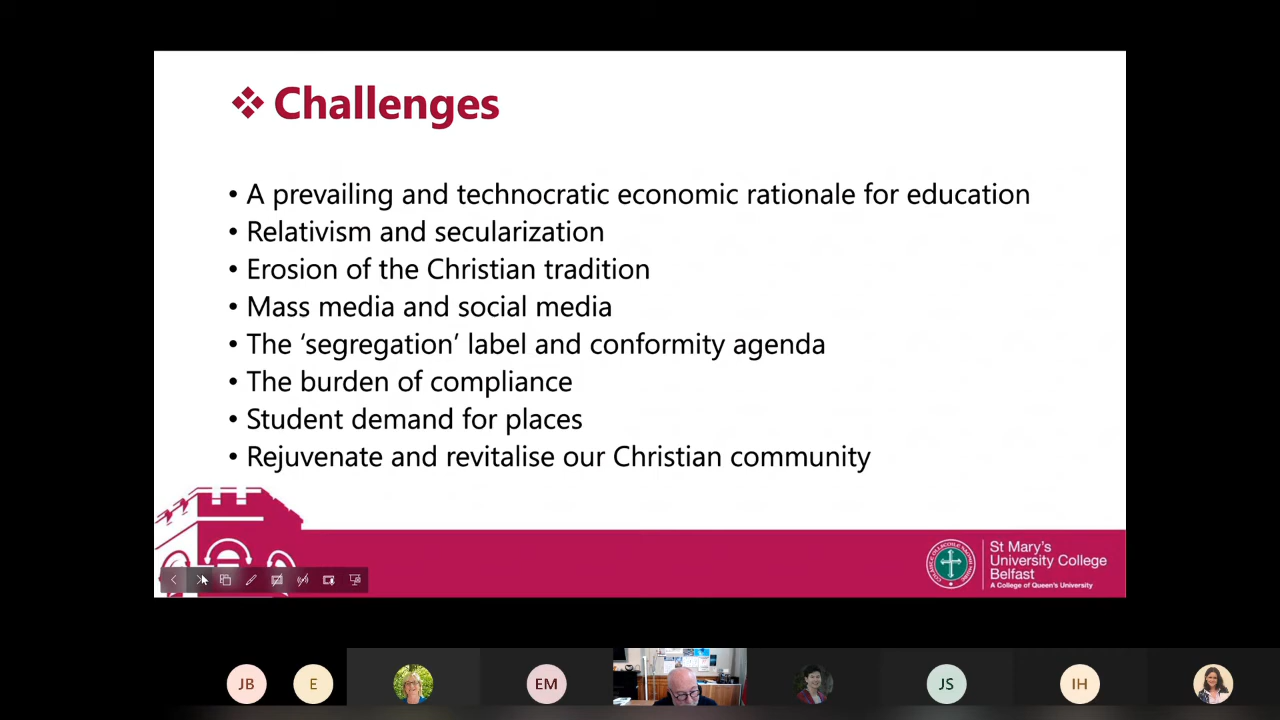 ❖ Challenges
• A prevailing and technocratic economic rationale for education
• Relativism and secularization
• Erosion of the Christian tradition
• Mass media and social media
• The ‘segregation’ label and conformity agenda
• The burden of compliance
• Student demand for places
• Rejuvenate and revitalise our Christian community
St Mary's
University College
Belfast
A College of Queen's University
JB
E
EM
JS
IH